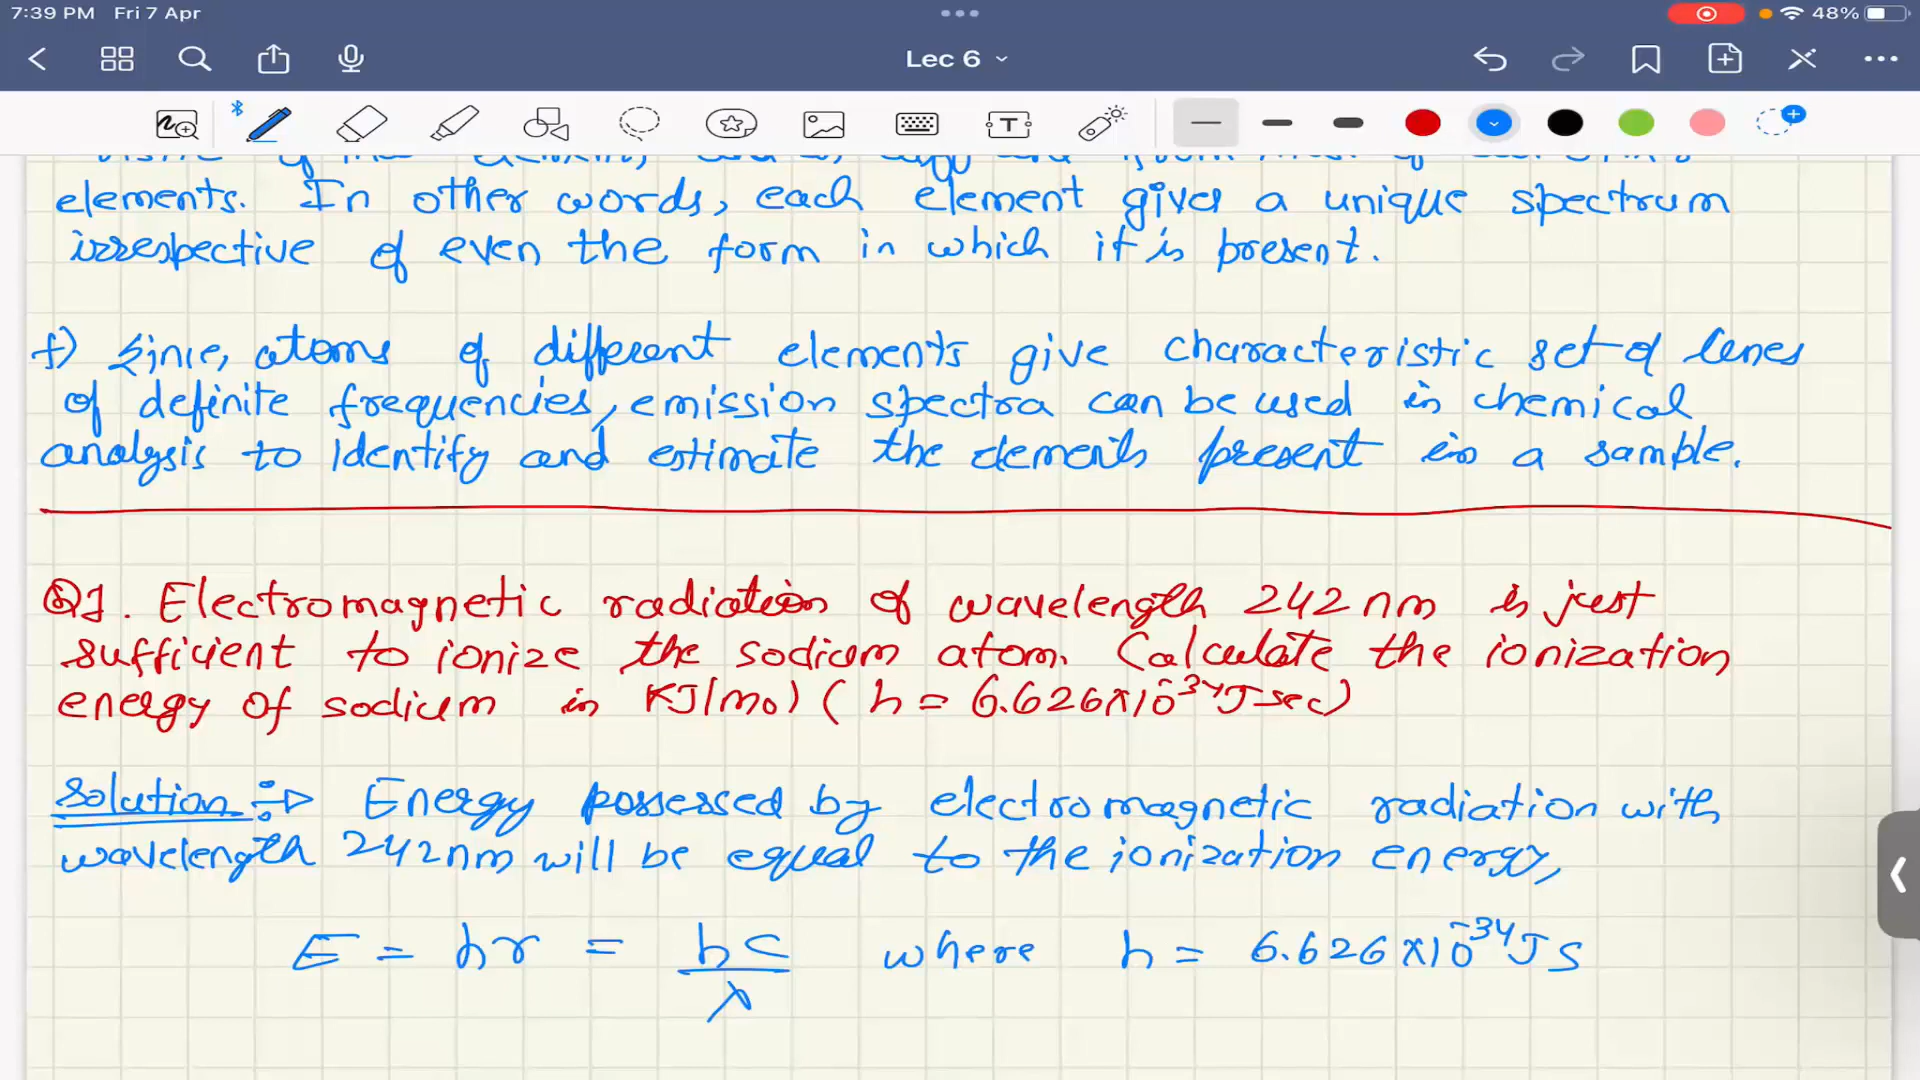 7:39 PM Fri 7 Apr
48%
Lec 6
elements. In other words, each element gives a unique spectrum
irrespective of even the form in which it is present.
f) Since, atoms of different elements give characteristic set of lines
of definite frequencies, emission spectra can be used in chemical
analysis to identify and estimate the elements present in a sample.
Q1. Electromagnetic radiation of wavelength 242 nm is just
sufficient to ionize the sodium atom. Calculate the ionization
energy of sodium in KJ/mol ( h = 6.626×10⁻³⁴J sec)
Solution :→ Energy possessed by electromagnetic radiation with
wavelength 242nm will be equal to the ionization energy,
E = hν = hc/λ where h = 6.626×10⁻³⁴J s